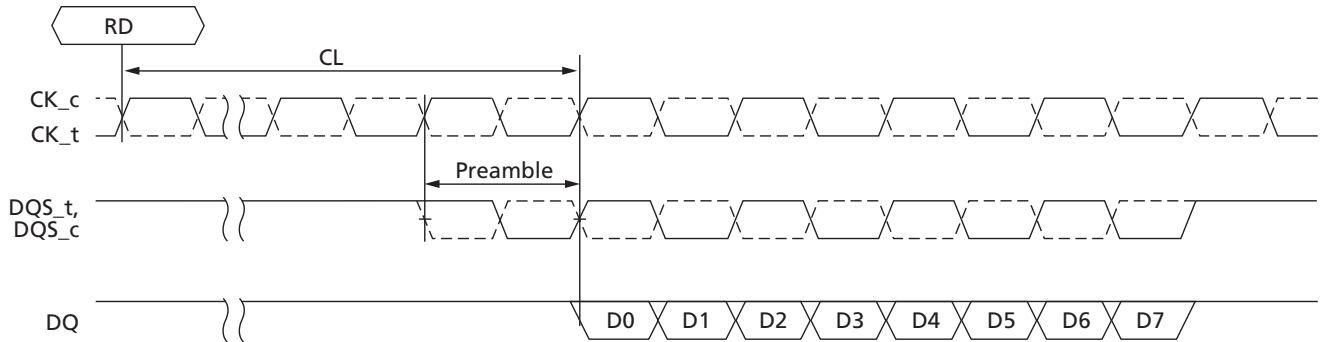 RD
CL
CK_c
CK_t
Preamble
DQS_t,
DQS_c
DQ
D0 D1 D2 D3 D4 D5 D6 D7